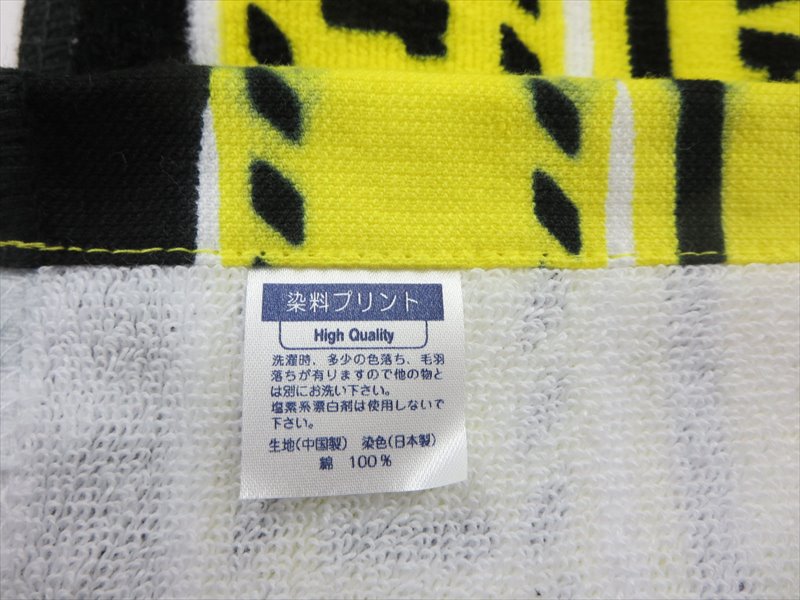 染料プリント
High Quality
洗濯時、多少の色落ち、毛羽
落ちが有りますので他の物と
は別にお洗い下さい。
塩素系漂白剤は使用しないで
下さい。
生地(中国製) 染色(日本製)
綿 100%